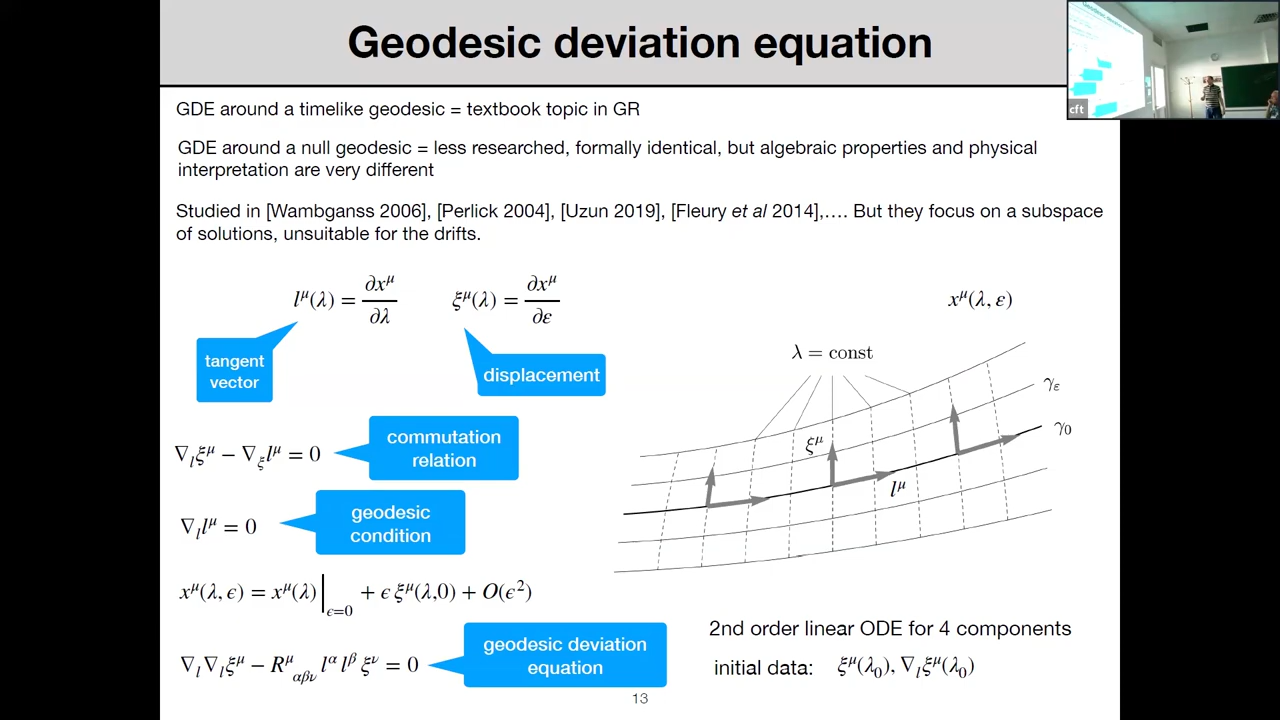 Geodesic deviation equation
GDE around a timelike geodesic = textbook topic in GR
GDE around a null geodesic = less researched, formally identical, but algebraic properties and physical
interpretation are very different
Studied in [Wambganss 2006], [Perlick 2004], [Uzun 2019], [Fleury et al 2014],…. But they focus on a subspace
of solutions, unsuitable for the drifts.
l^μ(λ) = ∂x^μ/∂λ
ξ^μ(λ) = ∂x^μ/∂ε
x^μ(λ, ε)
tangent
vector
displacement
λ = const
γ_ε
γ_0
ξ^μ
l^μ
∇_l ξ^μ − ∇_ξ l^μ = 0
commutation
relation
∇_l l^μ = 0
geodesic
condition
x^μ(λ, ϵ) = x^μ(λ)|_{ϵ=0} + ϵ ξ^μ(λ,0) + O(ϵ²)
∇_l ∇_l ξ^μ − R^μ_{αβν} l^α l^β ξ^ν = 0
geodesic deviation
equation
2nd order linear ODE for 4 components
initial data: ξ^μ(λ_0), ∇_l ξ^μ(λ_0)
13
cft